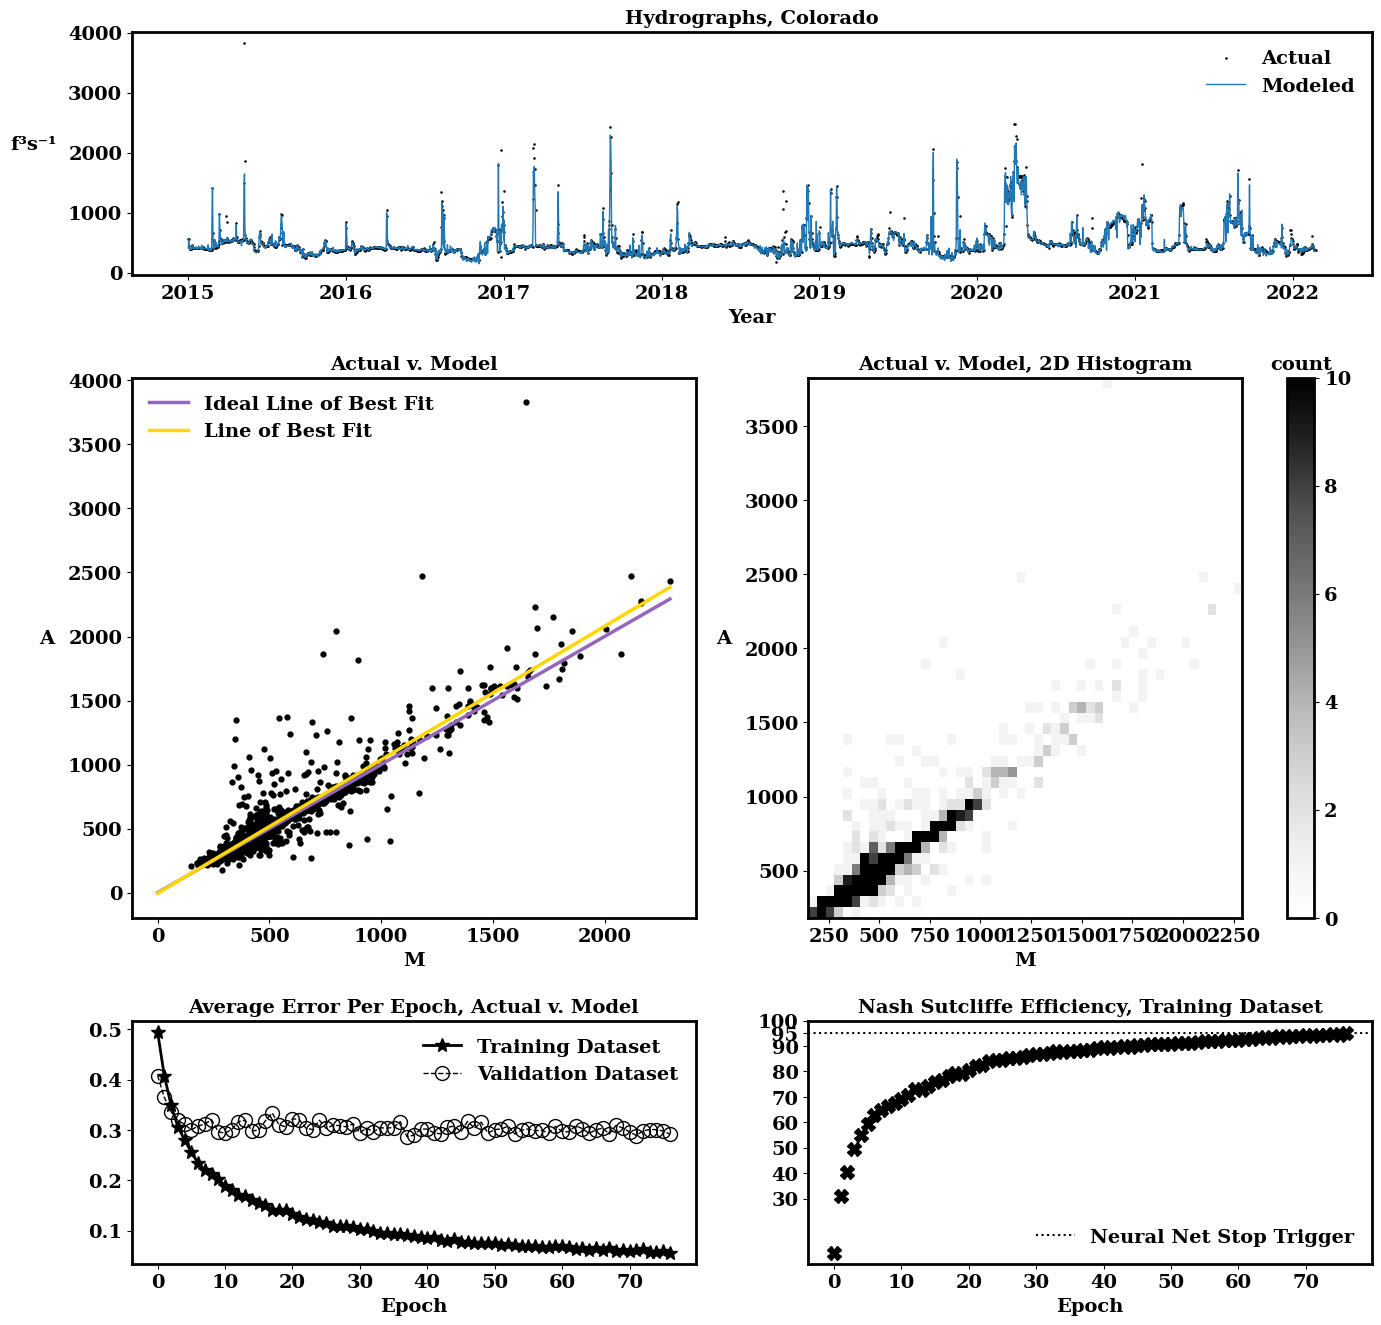 Hydrographs, Colorado
4000
3000
f³s⁻¹
2000
1000
0
Actual
Modeled
2015 2016 2017 2018 2019 2020 2021 2022
Year
Actual v. Model
4000
3500
3000
2500
A
2000
1500
1000
500
0
Ideal Line of Best Fit
Line of Best Fit
0 500 1000 1500 2000
M
Actual v. Model, 2D Histogram
3500
3000
2500
A
2000
1500
1000
500
250 500 750 1000 1250 1500 1750 2000 2250
M
count
10
8
6
4
2
0
Average Error Per Epoch, Actual v. Model
0.5
0.4
0.3
0.2
0.1
Training Dataset
Validation Dataset
0 10 20 30 40 50 60 70
Epoch
Nash Sutcliffe Efficiency, Training Dataset
100
95
90
80
70
60
50
40
30
Neural Net Stop Trigger
0 10 20 30 40 50 60 70
Epoch